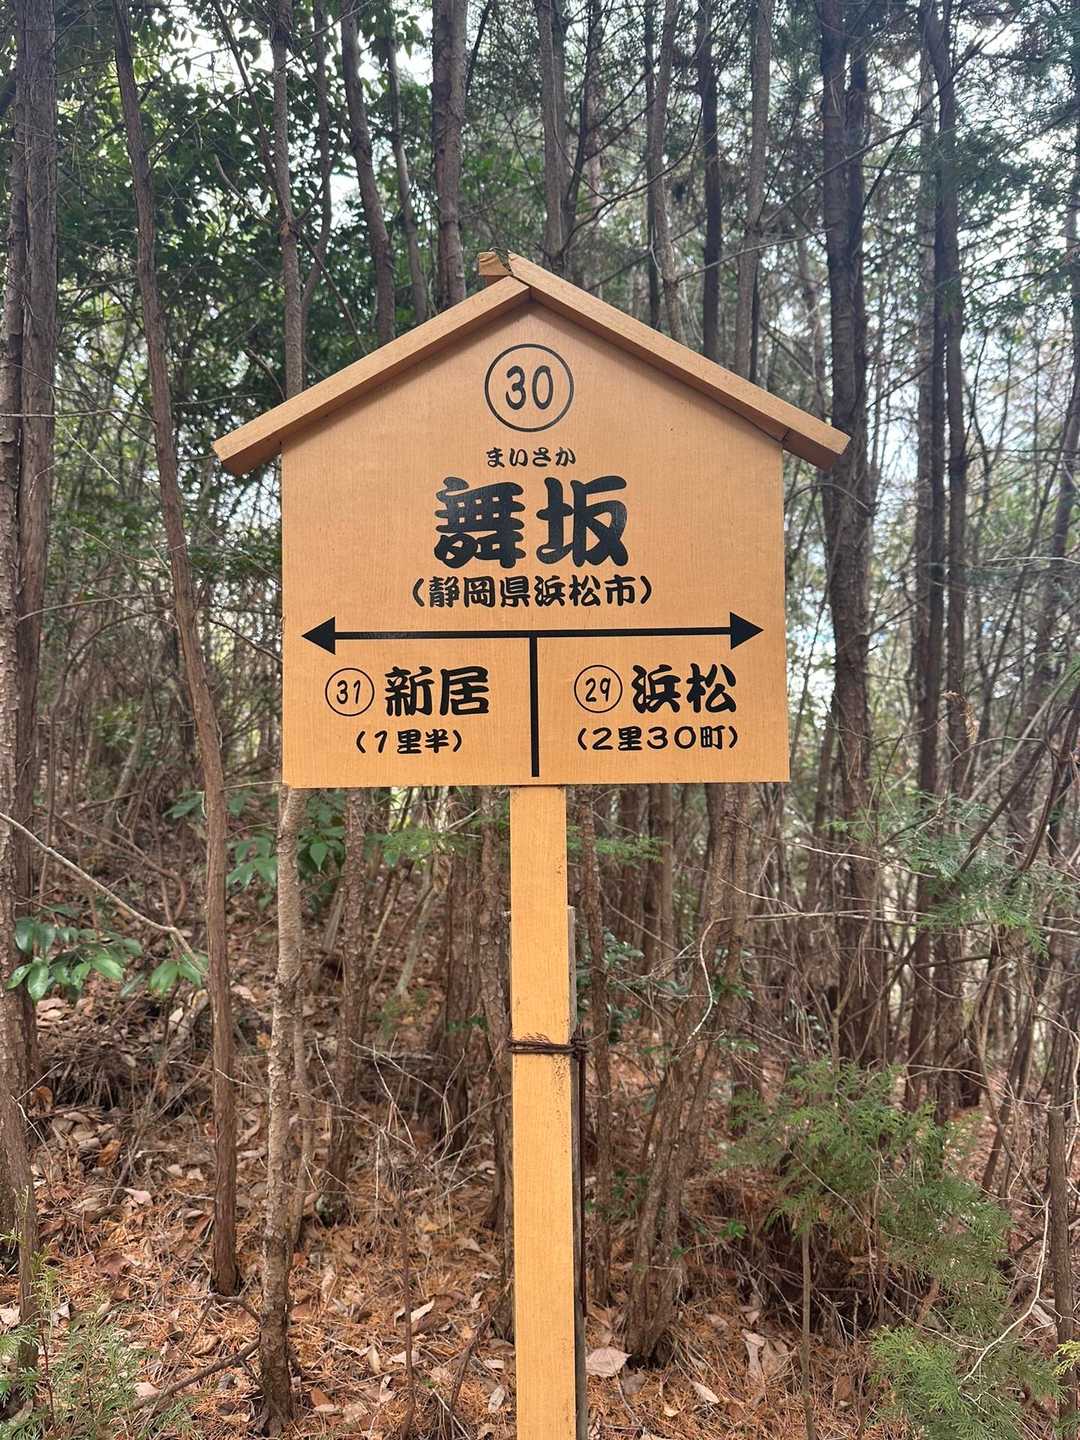 30
まいさか
舞坂
(静岡県浜松市)
31 新居
(1里半)
29 浜松
(2里30町)